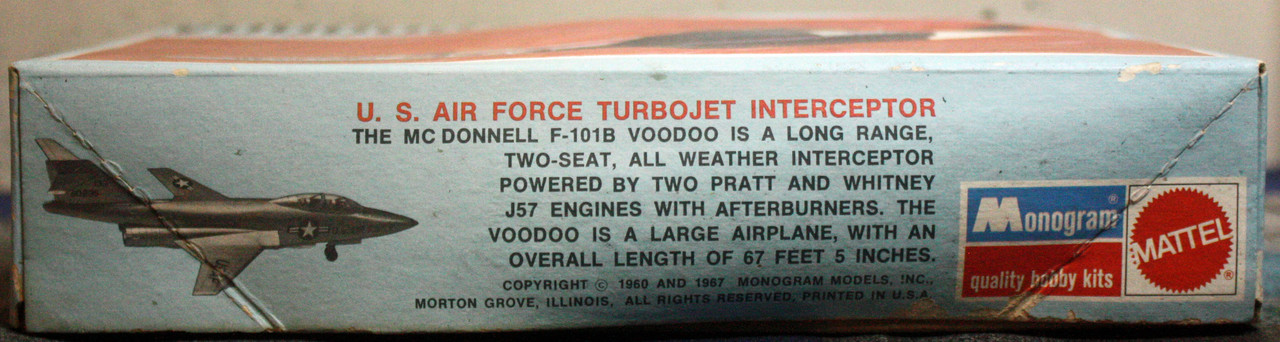 U. S. AIR FORCE TURBOJET INTERCEPTOR
THE MC DONNELL F-101B VOODOO IS A LONG RANGE,
TWO-SEAT, ALL WEATHER INTERCEPTOR
POWERED BY TWO PRATT AND WHITNEY
J57 ENGINES WITH AFTERBURNERS. THE
VOODOO IS A LARGE AIRPLANE, WITH AN
OVERALL LENGTH OF 67 FEET 5 INCHES.
COPYRIGHT © 1960 AND 1967 MONOGRAM MODELS, INC.,
MORTON GROVE, ILLINOIS, ALL RIGHTS RESERVED, PRINTED IN U.S.A.
Monogram®
quality hobby kits
MATTEL®